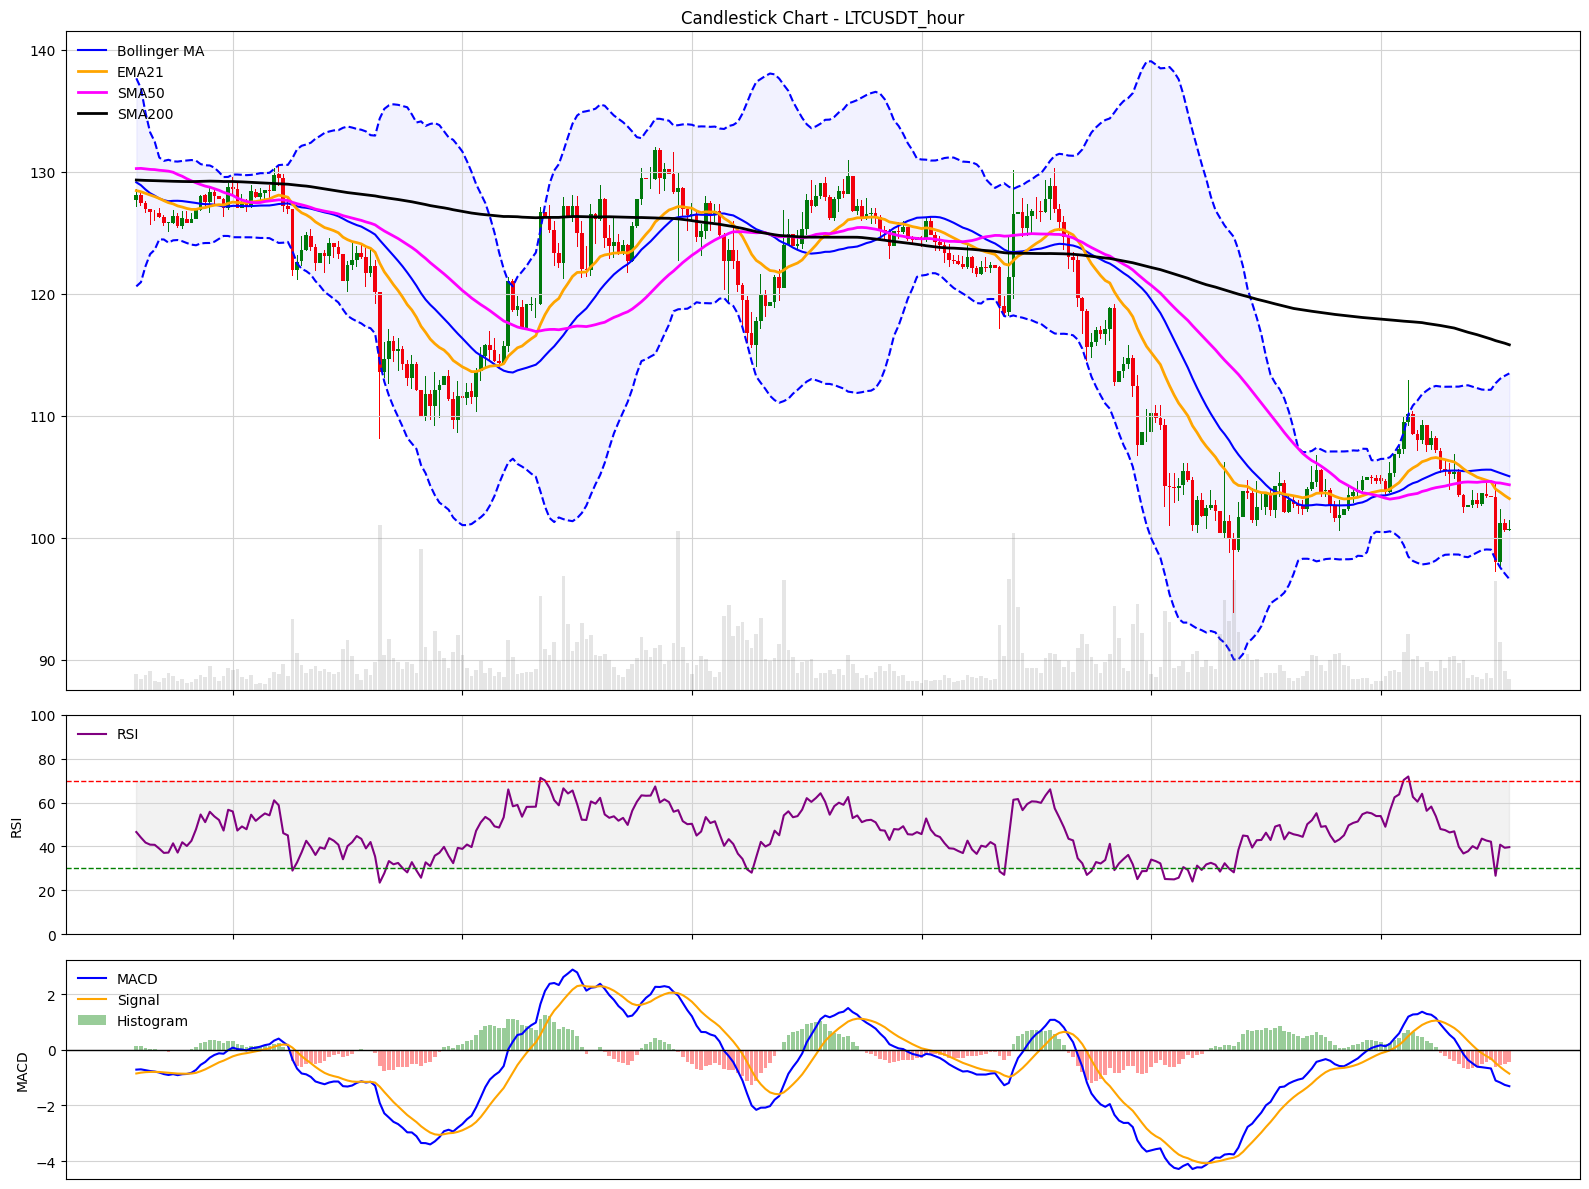 Candlestick Chart - LTCUSDT_hour
Bollinger MA
EMA21
SMA50
SMA200
140
130
120
110
100
90
RSI
RSI
100
80
60
40
20
0
MACD
Signal
Histogram
MACD
2
0
−2
−4